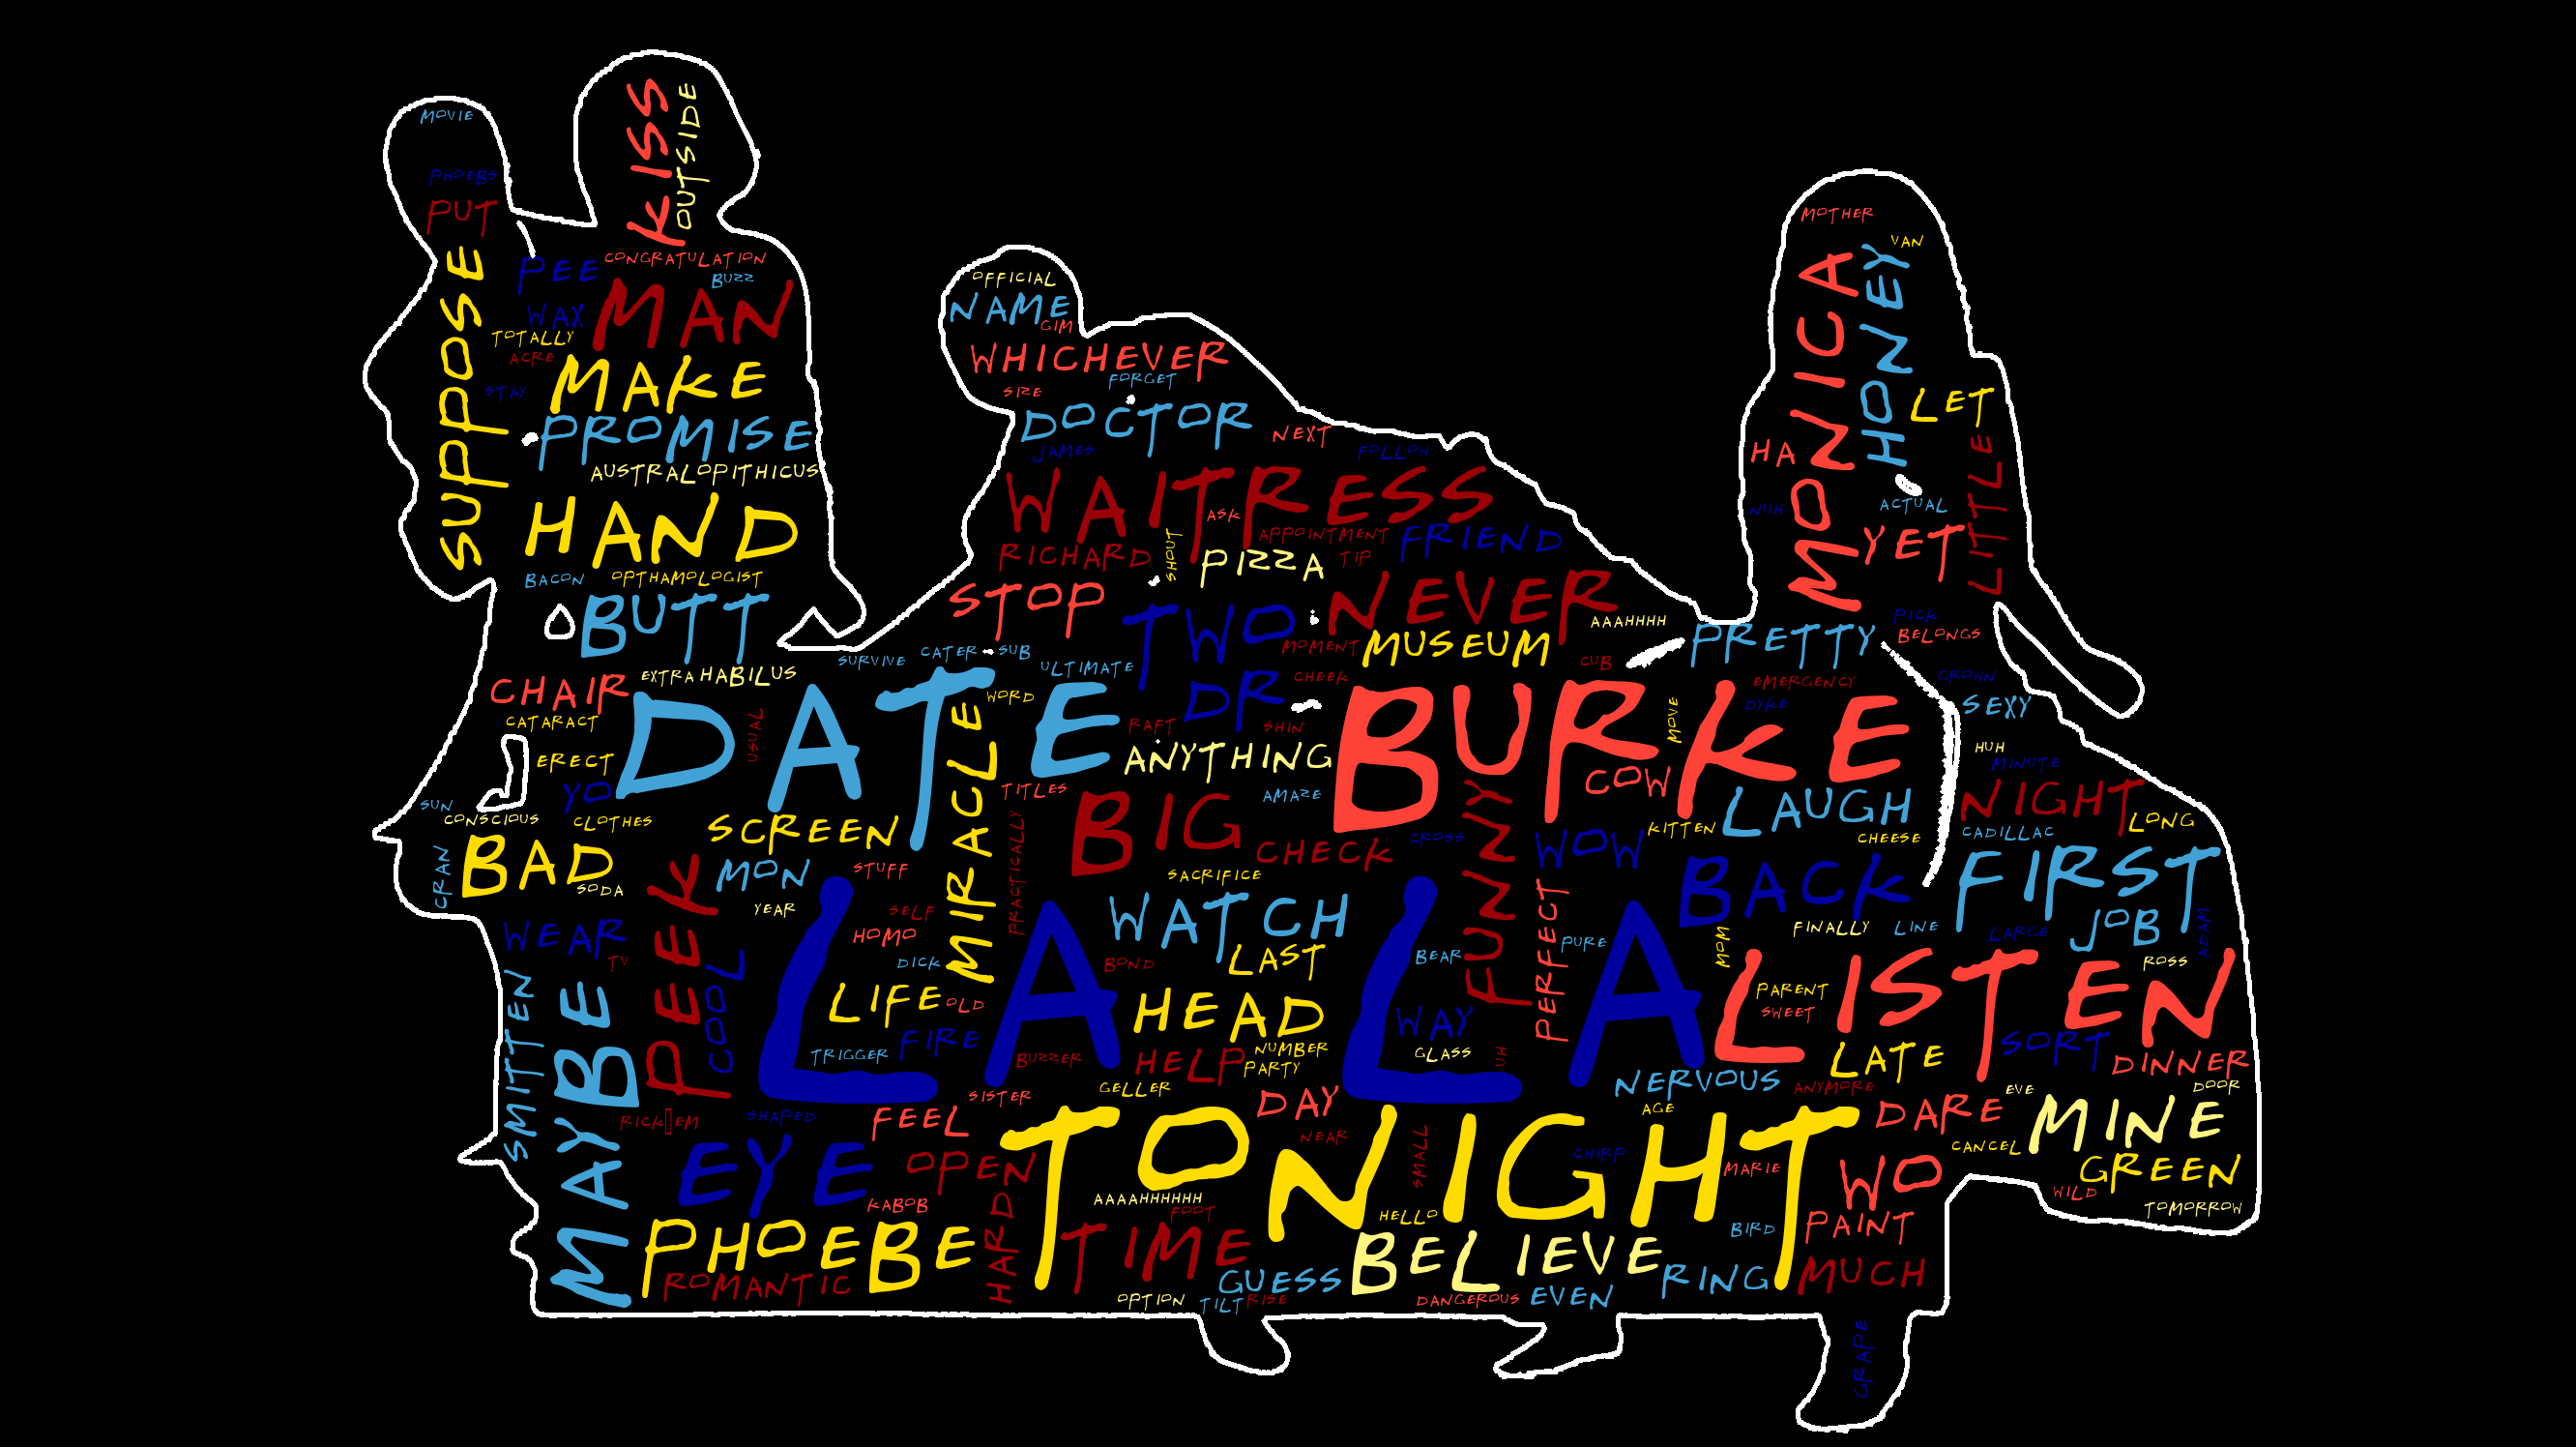 MOVIE
PHOEBS
PUT
SUPPOSE
KISS
OUTSIDE
PEE
CONGRATULATION
BUZZ
WAX
MAN
TOTALLY
ACRE
MAKE
STAY
PROMISE
AUSTRALOPITHICUS
HAND
BACON
OPTHAMOLOGIST
BUTT
CHAIR
EXTRA
HABILUS
CATARACT
ERECT
YO
SUN
CONSCIOUS
CLOTHES
CRAN
BAD
SODA
WEAR
TV
SMITTEN
MAYBE
PEEK
COOL
OFFICIAL
NAME
GIM
WHICHEVER
SIZE
FORGET
DOCTOR
JAMES
NEXT
FOLLOW
WAITRESS
ASK
APPOINTMENT
FRIEND
RICHARD
SHOUT
PIZZA
TIP
STOP
TWO
NEVER
AAAHHHH
MOMENT
MUSEUM
CUB
SURVIVE
CATER
SUB
ULTIMATE
DR
CHEEK
DATE
USUAL
WORD
MIRACLE
RAFT
SHIN
ANYTHING
BURKE
MOVE
COW
MOTHER
VAN
MONICA
HONEY
LET
HA
LITTLE
NUH
ACTUAL
YET
PICK
BELONGS
PRETTY
EMERGENCY
DYKE
GROWN
SEXY
HUH
MINUTE
NIGHT
LONG
CADILLAC
LAUGH
CHEESE
KITTEN
SCREEN
TITLES
BIG
AMAZE
CHECK
CROSS
FUNNY
WOW
BACK
FIRST
MON
STUFF
PRACTICALLY
SACRIFICE
YEAR
SELF
HOMO
DICK
LA
LA
WATCH
LAST
BOND
BEAR
PERFECT
PURE
MOM
FINALLY
LINE
LARGE
JOB
ADAM
LIFE
OLD
HEAD
WAY
GLASS
UH
PARENT
SWEET
LISTEN
ROSS
TRIGGER
FIRE
BUZZER
HELP
NUMBER
PARTY
LATE
SORT
DINNER
GELLER
NERVOUS
ANYMORE
EVE
DOOR
RICK▯EM
SHAPED
FEEL
SISTER
DAY
AGE
DARE
MINE
EYE
OPEN
TONIGHT
NEAR
SMALL
CHIRP
MARIE
CANCEL
WO
GREEN
WILD
TOMORROW
KABOB
HARD
N
AAAAHHHHHH
FOOT
HELLO
BIRD
PAINT
PHOEBE
TIME
BELIEVE
ROMANTIC
GUESS
RING
MUCH
OPTION
TILT
RISE
DANGEROUS
EVEN
GRAPE